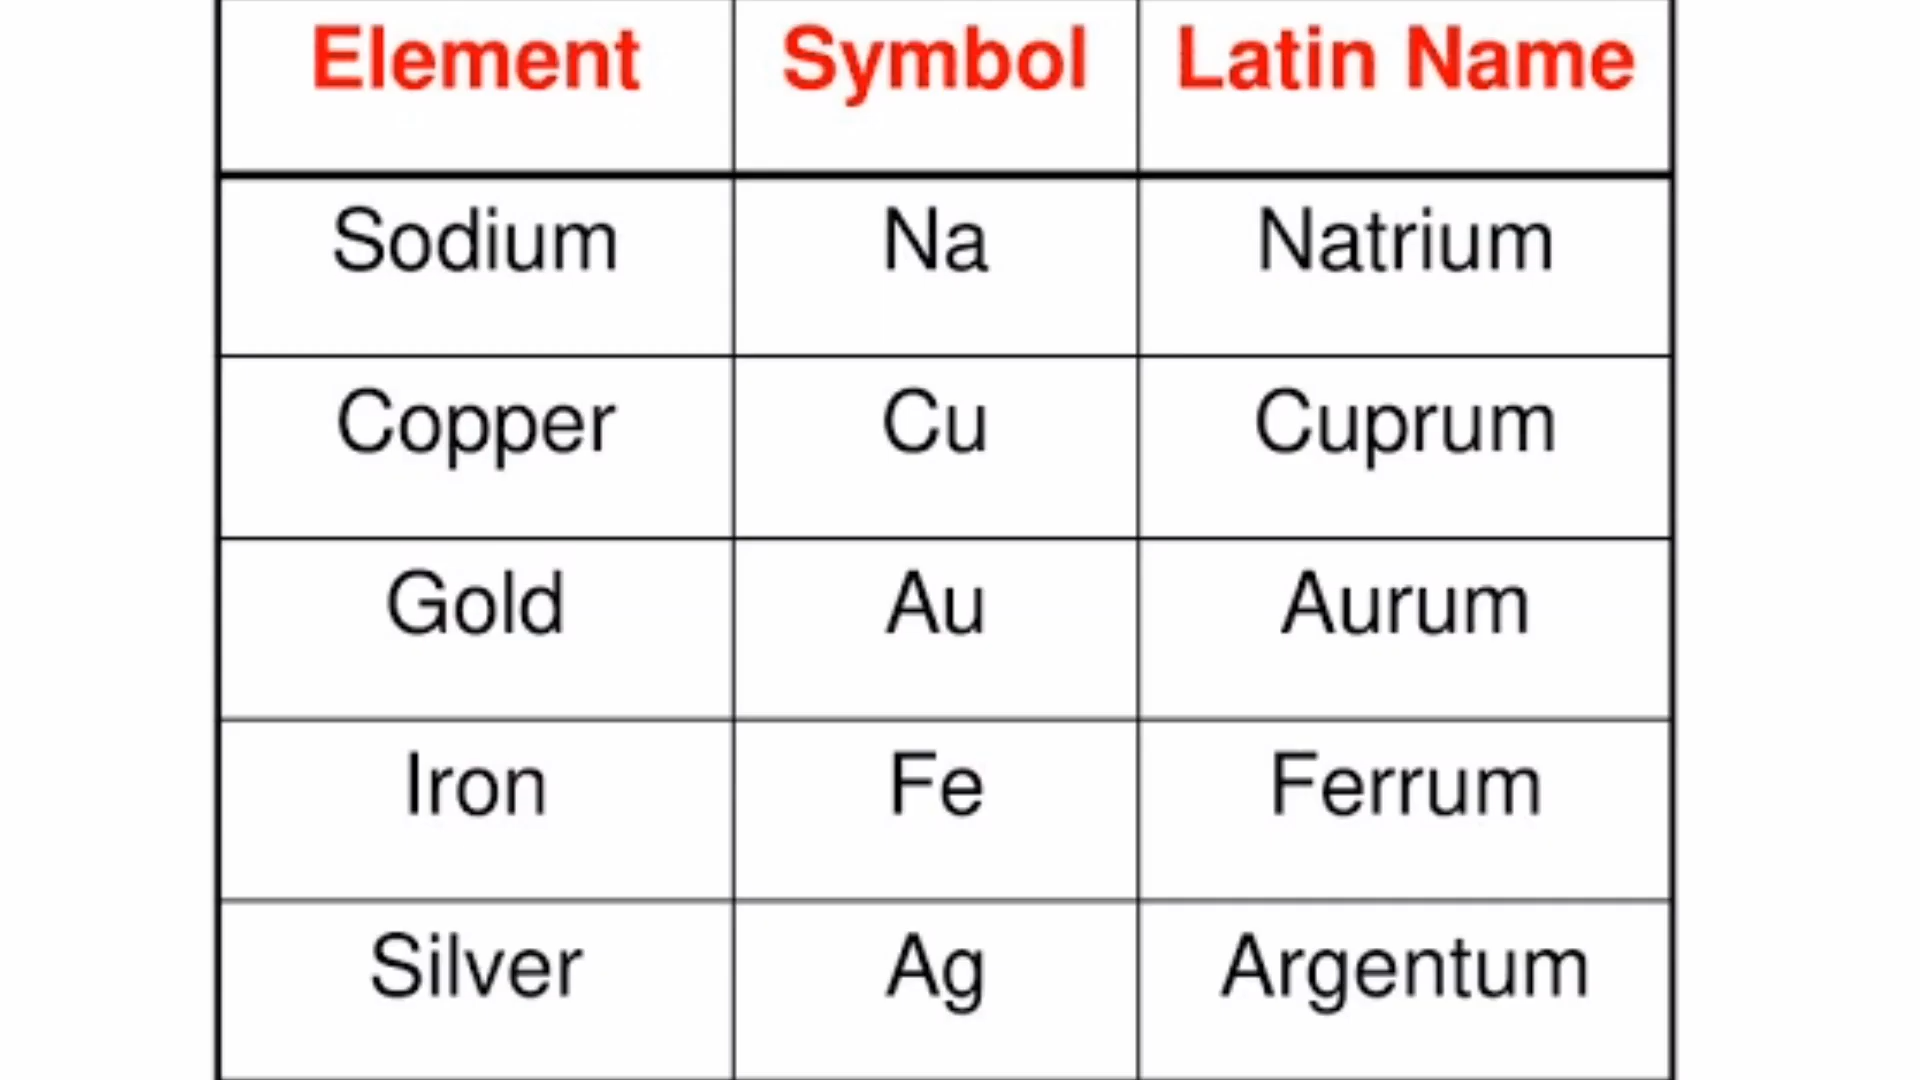 Element Symbol Latin Name
Sodium Na Natrium
Copper Cu Cuprum
Gold Au Aurum
Iron Fe Ferrum
Silver Ag Argentum